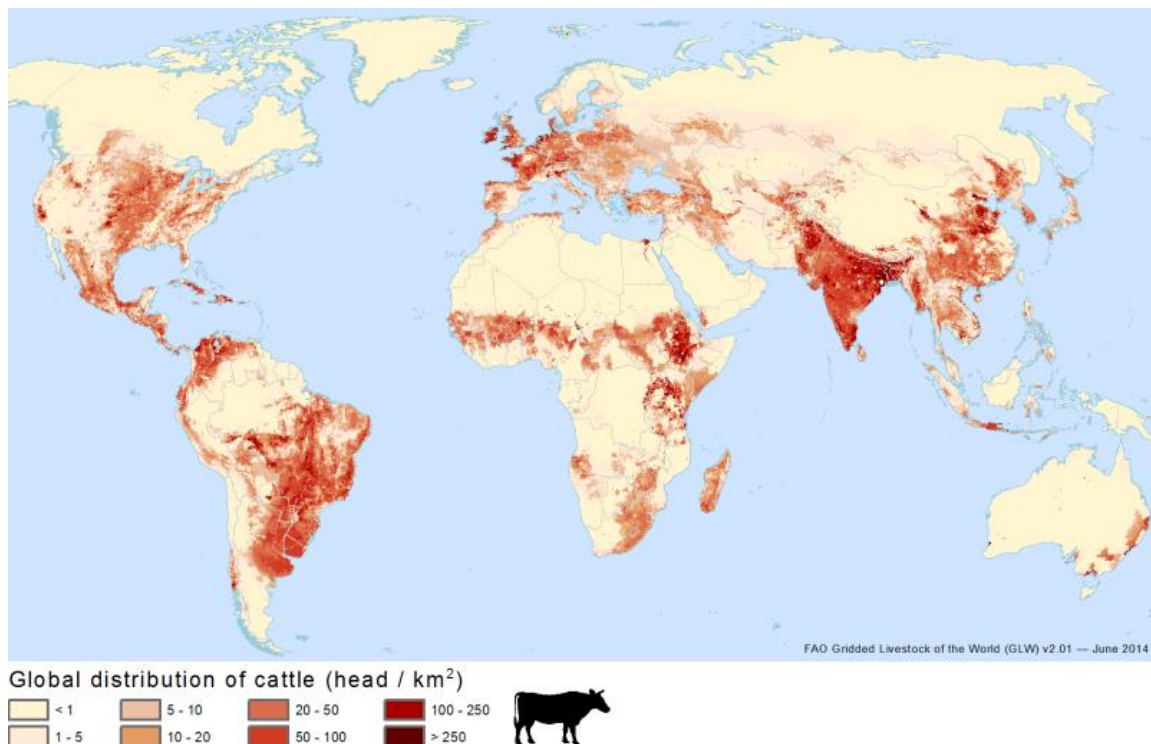 FAO Gridded Livestock of the World (GLW) v2.01 — June 2014
Global distribution of cattle (head / km²)
< 1
5 - 10
20 - 50
100 - 250
1 - 5
10 - 20
50 - 100
> 250